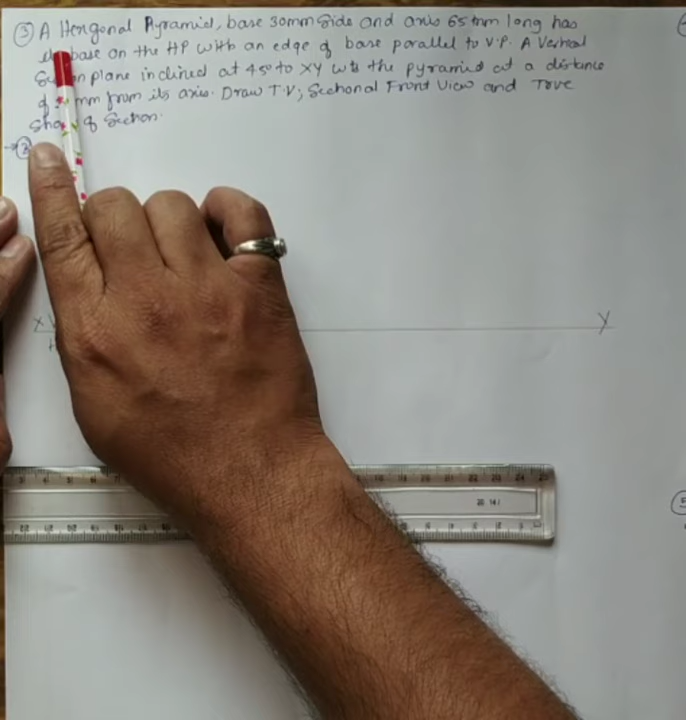 ③ A Hexgonal Pyramid, base 30mm Side and axis 65mm long has
base on the HP with an edge of base parallel to V.P. A Vertical
plane inclined at 45° to XY cuts the pyramid at a distance
of mm from its axis. Draw T.V; Sectional Front View and True
of Section.
X Y